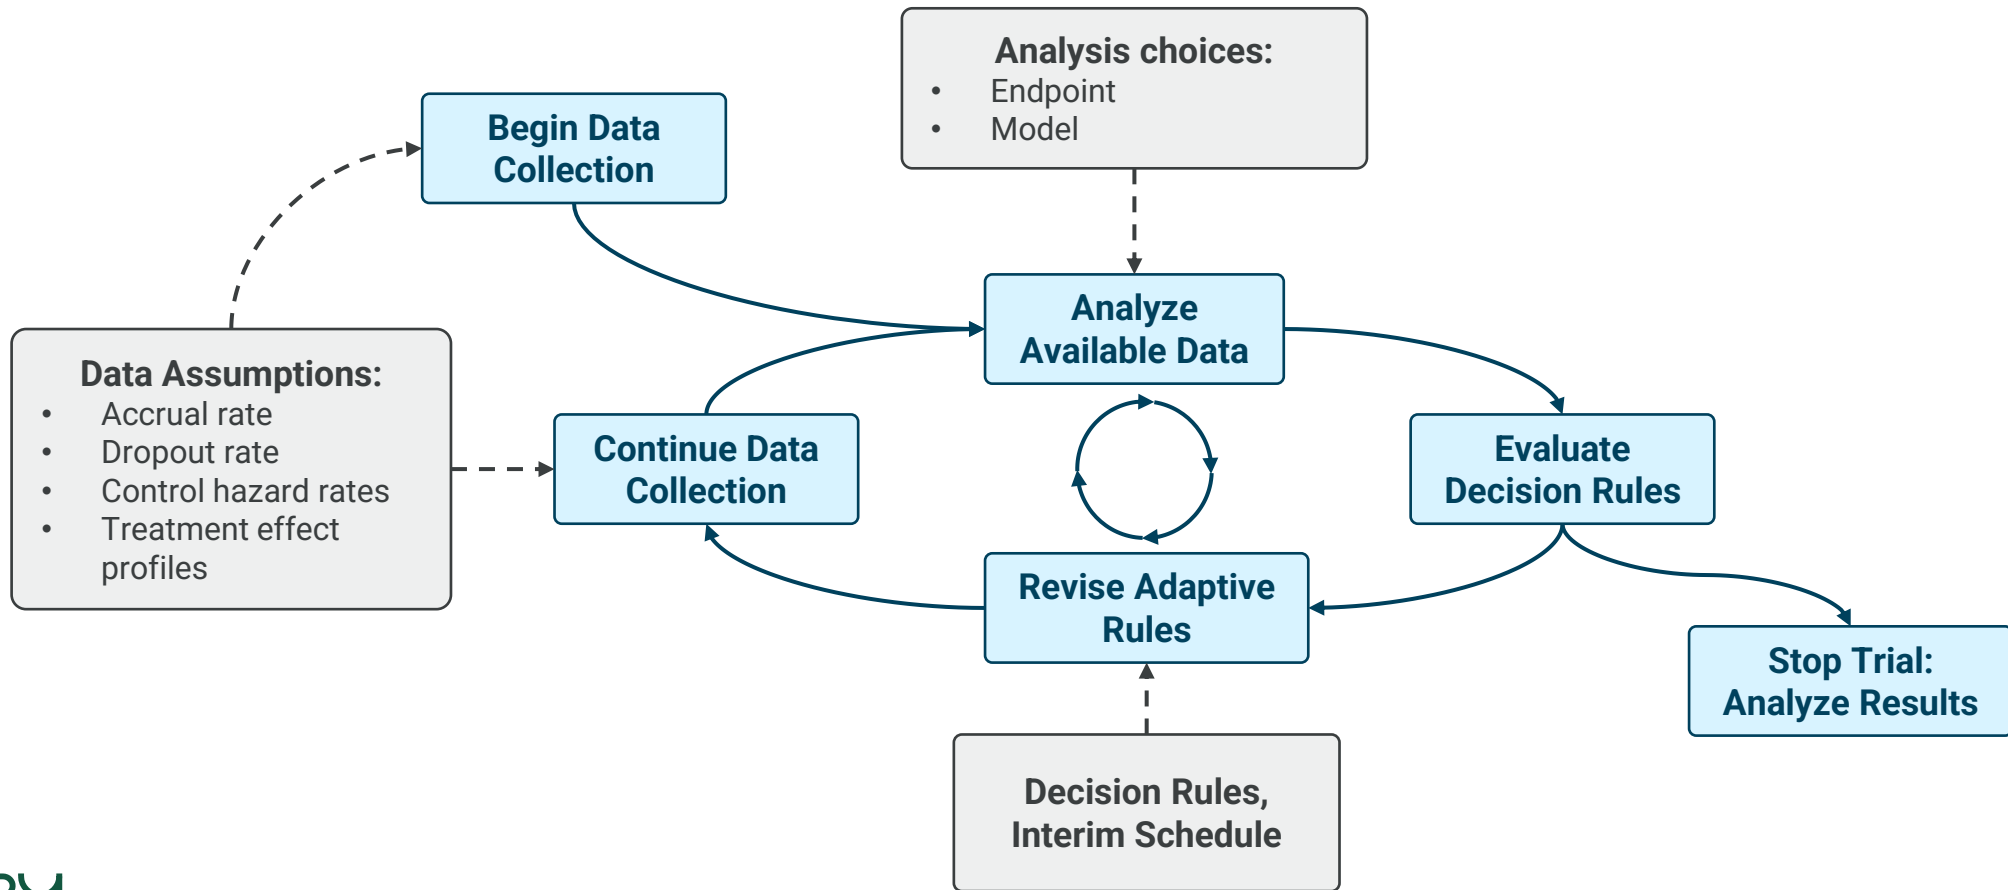 Analysis choices:
• Endpoint
• Model
Begin Data
Collection
Analyze
Available Data
Data Assumptions:
• Accrual rate
• Dropout rate
• Control hazard rates
• Treatment effect
profiles
Continue Data
Collection
Evaluate
Decision Rules
Revise Adaptive
Rules
Stop Trial:
Analyze Results
Decision Rules,
Interim Schedule